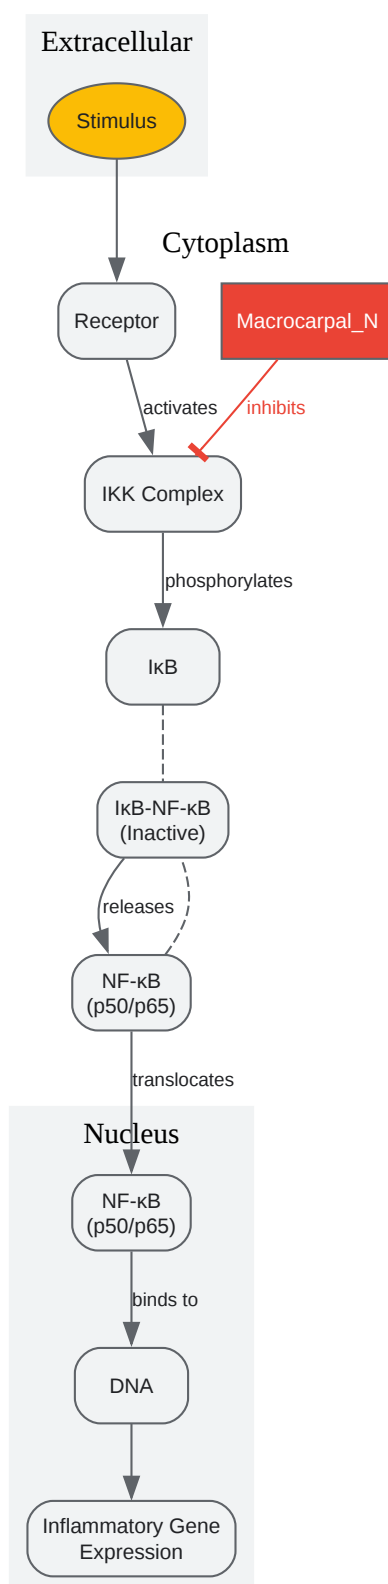 Extracellular
Stimulus
Cytoplasm
Receptor
Macrocarpal_N
activates
inhibits
IKK Complex
phosphorylates
IκB
IκB-NF-κB
(Inactive)
releases
NF-κB
(p50/p65)
translocates
Nucleus
NF-κB
(p50/p65)
binds to
DNA
Inflammatory Gene
Expression